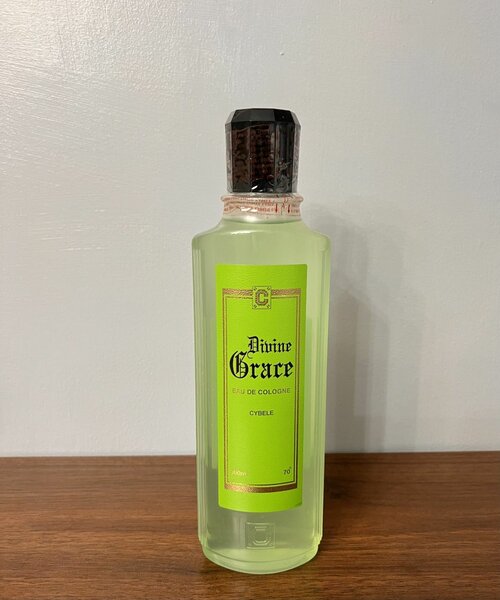 C
Divine
Grace
EAU DE COLOGNE
CYBELE
70°